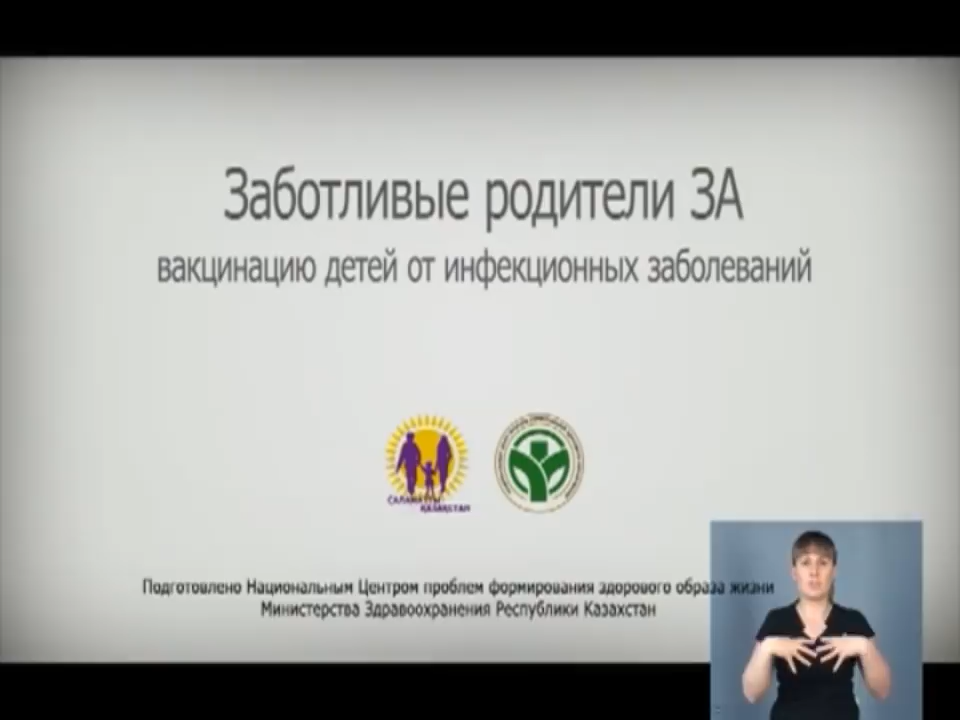 Заботливые родители ЗА
вакцинацию детей от инфекционных заболеваний
САЛАМАТТЫ
ҚАЗАҚСТАН
Подготовлено Национальным Центром проблем формирования здорового образа жизни
Министерства Здравоохранения Республики Казахстан